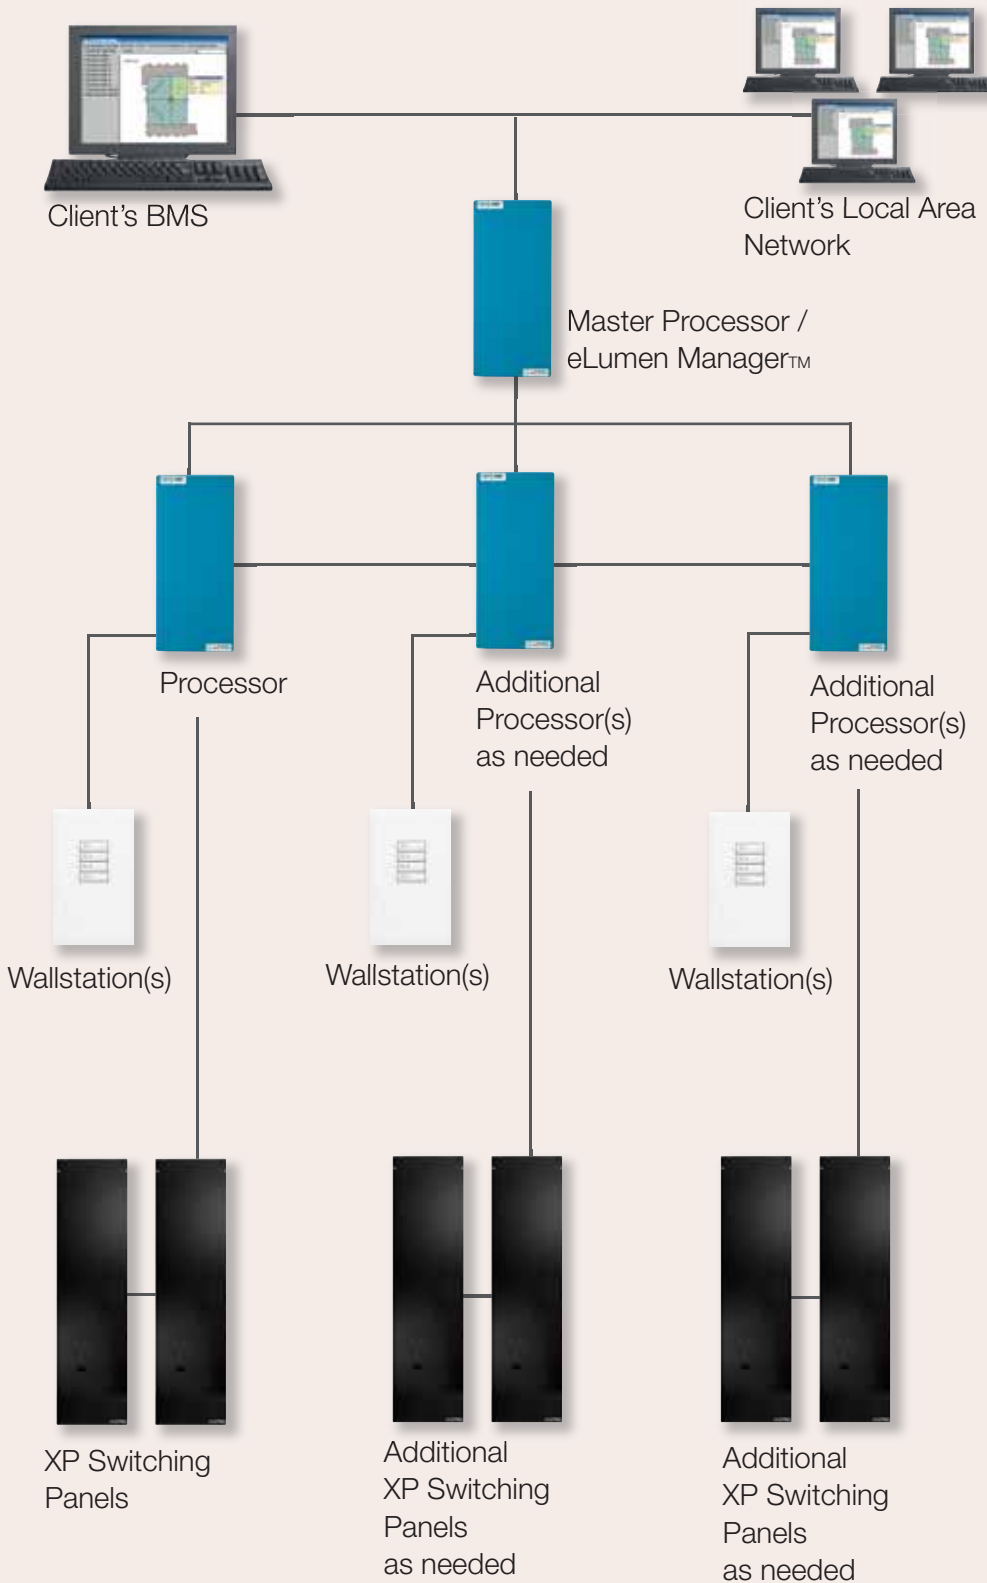 Client's BMS
Client's Local Area
Network
Master Processor /
eLumen Manager™
Processor
Additional
Processor(s)
as needed
Additional
Processor(s)
as needed
Wallstation(s)
Wallstation(s)
Wallstation(s)
XP Switching
Panels
Additional
XP Switching
Panels
as needed
Additional
XP Switching
Panels
as needed